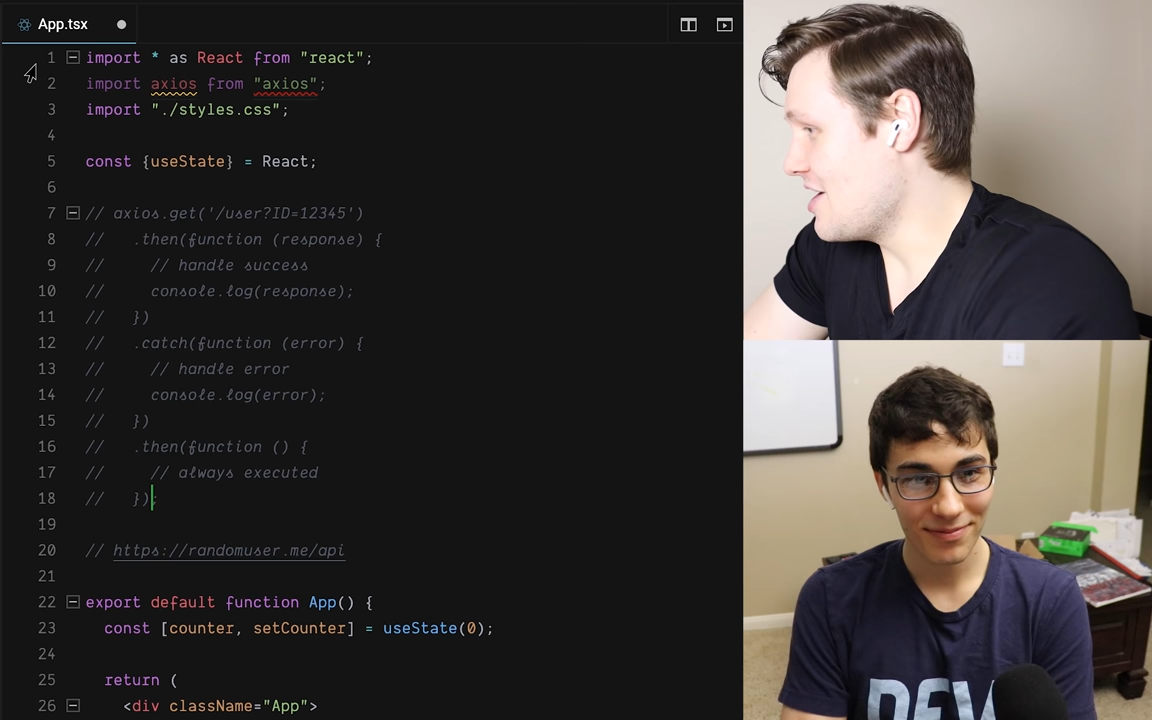 App.tsx
1 import * as React from "react";
2 import axios from "axios";
3 import "./styles.css";
4
5 const {useState} = React;
6
7 // axios.get('/user?ID=12345')
8 //   .then(function (response) {
9 //     // handle success
10 //     console.log(response);
11 //   })
12 //   .catch(function (error) {
13 //     // handle error
14 //     console.log(error);
15 //   })
16 //   .then(function () {
17 //     // always executed
18 //   });
19
20 // https://randomuser.me/api
21
22 export default function App() {
23   const [counter, setCounter] = useState(0);
24
25   return (
26     <div className="App">